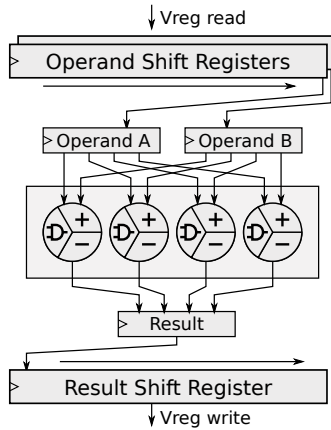 Vreg read
Operand Shift Registers
Operand A Operand B
+ + + +
− − − −
Result
Result Shift Register
Vreg write